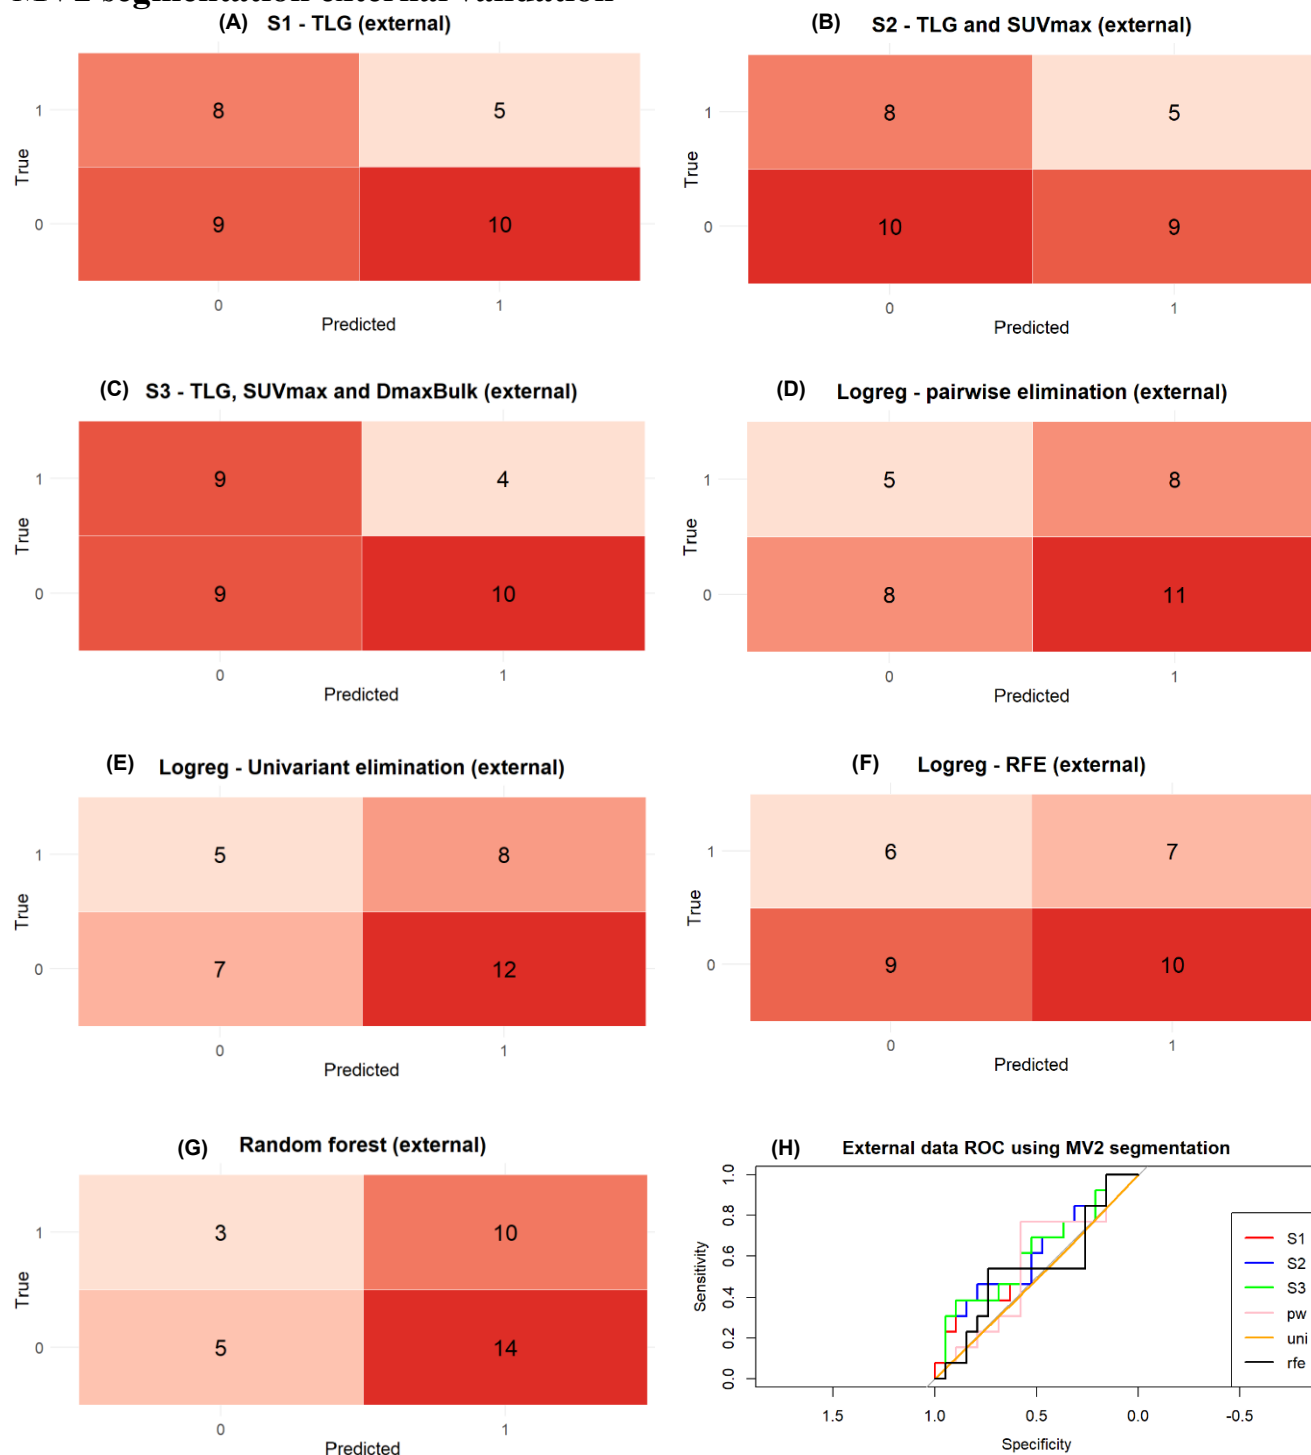 MV2 segmentation external validation
(A) S1 - TLG (external)
True
1
8
5
0
9
10
0
1
Predicted
(B) S2 - TLG and SUVmax (external)
True
1
8
5
0
10
9
0
1
Predicted
(C) S3 - TLG, SUVmax and DmaxBulk (external)
True
1
9
4
0
9
10
0
1
Predicted
(D) Logreg - pairwise elimination (external)
True
1
5
8
0
8
11
0
1
Predicted
(E) Logreg - Univariant elimination (external)
True
1
5
8
0
7
12
0
1
Predicted
(F) Logreg - RFE (external)
True
1
6
7
0
9
10
0
1
Predicted
(G) Random forest (external)
True
1
3
10
0
5
14
0
1
Predicted
(H) External data ROC using MV2 segmentation
Sensitivity
1.0
0.8
0.6
0.4
0.2
0.0
S1
S2
S3
pw
uni
rfe
1.5
1.0
0.5
0.0
-0.5
Specificity